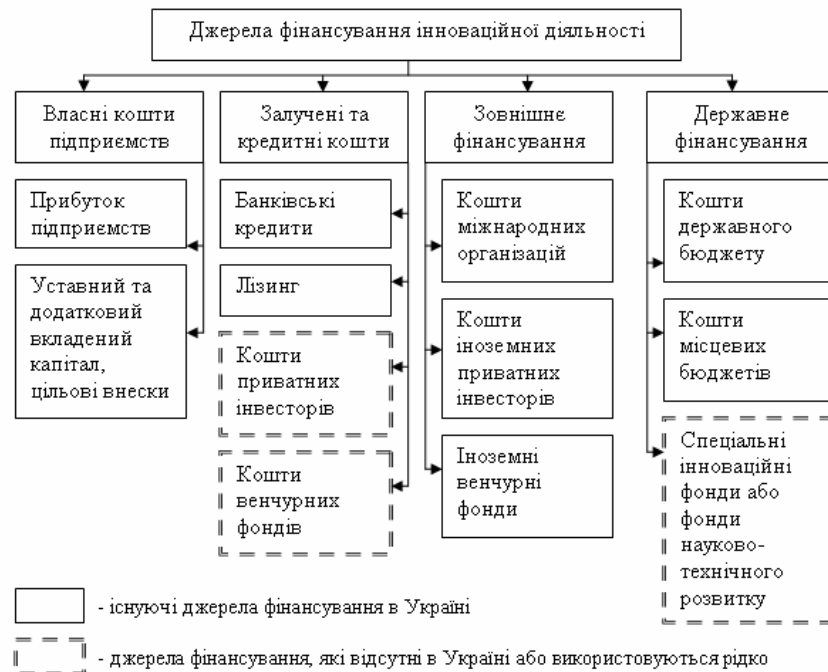 Джерела фінансування інноваційної діяльності
Власні кошти
підприємств
Прибуток
підприємств
Уставний та
додатковий
вкладений
капітал,
цільові внески
Залучені та
кредитні кошти
Банківські
кредити
Лізинг
Кошти
приватних
інвесторів
Кошти
венчурних
фондів
Зовнішнє
фінансування
Кошти
міжнародних
організацій
Кошти
іноземних
приватних
інвесторів
Іноземні
венчурні
фонди
Державне
фінансування
Кошти
державного
бюджету
Кошти
місцевих
бюджетів
Спеціальні
інноваційні
фонди або
фонди
науково-
технічного
розвитку
- існуючі джерела фінансування в Україні
- джерела фінансування, які відсутні в Україні або використовуються рідко